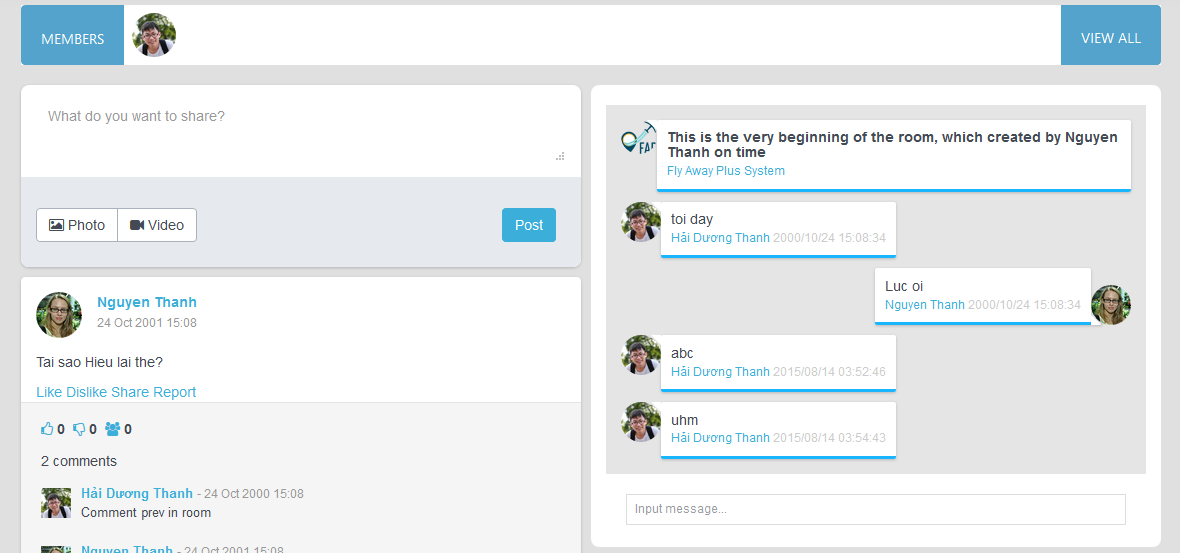 MEMBERS
VIEW ALL
What do you want to share?
Photo
Video
Post
Nguyen Thanh
24 Oct 2001 15:08
Tai sao Hieu lai the?
Like Dislike Share Report
0 0 0
2 comments
Hải Dương Thanh - 24 Oct 2000 15:08
Comment prev in room
Nguyen Thanh - 24 Oct 2001 15:08
This is the very beginning of the room, which created by Nguyen
Thanh on time
Fly Away Plus System
toi day
Hải Dương Thanh 2000/10/24 15:08:34
Luc oi
Nguyen Thanh 2000/10/24 15:08:34
abc
Hải Dương Thanh 2015/08/14 03:52:46
uhm
Hải Dương Thanh 2015/08/14 03:54:43
Input message...